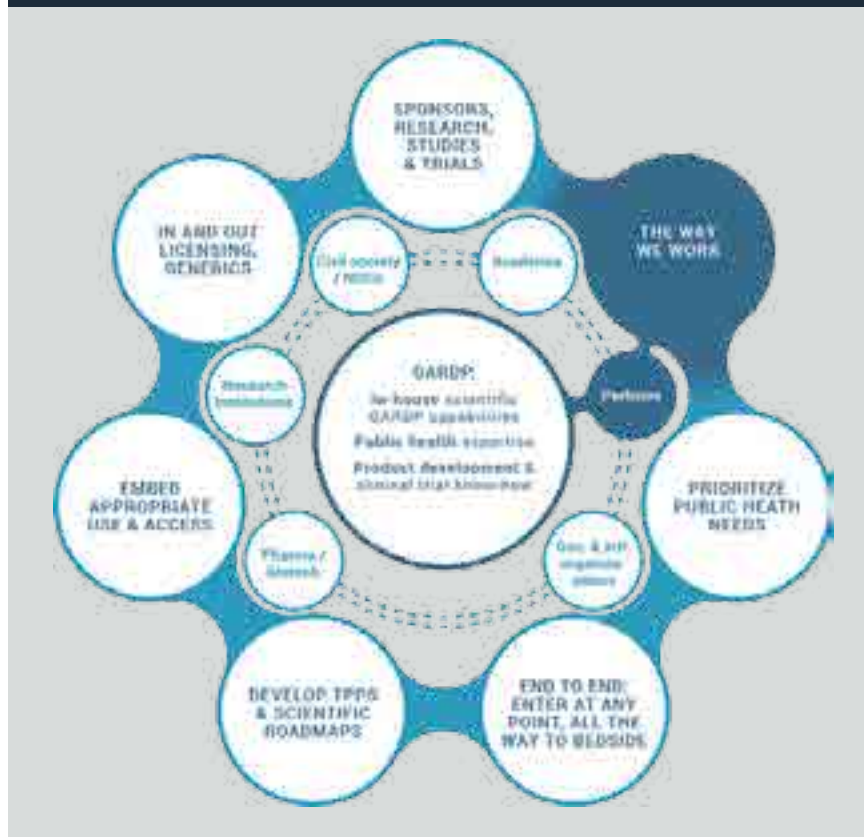 SPONSORS,
RESEARCH,
STUDIES
& TRIALS
THE WAY
WE WORK
IN AND OUT
LICENSING,
GENERICS
Civil society
/ NGOs
Academia
Research
Institutions
Partners
GARDP:
In-house scientific
GARDP capabilities
Public health expertise
Product development &
clinical trial know-how
EMBED
APPROPRIATE
USE & ACCESS
PRIORITIZE
PUBLIC HEATH
NEEDS
Pharma /
biotech
Gov. & int'l
DEVELOP TPPS
& SCIENTIFIC
ROADMAPS
END TO END:
ENTER AT ANY
POINT, ALL THE
WAY TO BEDSIDE